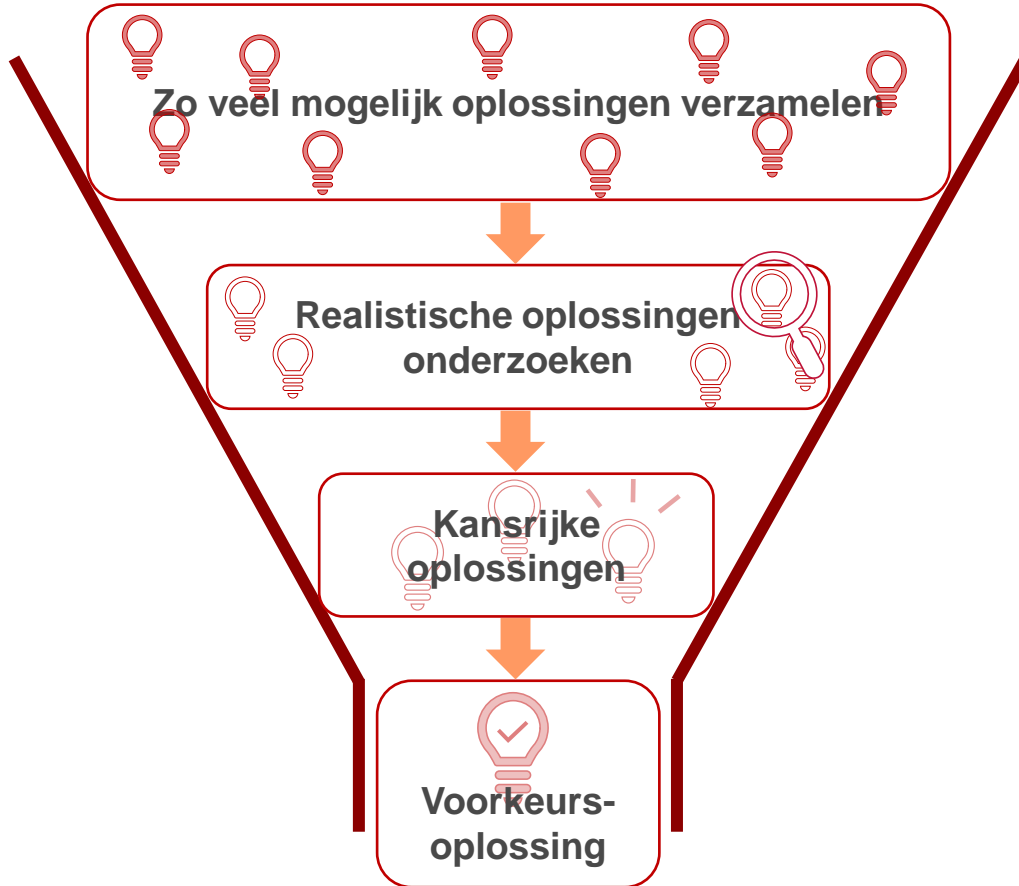 Zo veel mogelijk oplossingen verzamelen
Realistische oplossingen
onderzoeken
Kansrijke
oplossingen
Voorkeurs-
oplossing